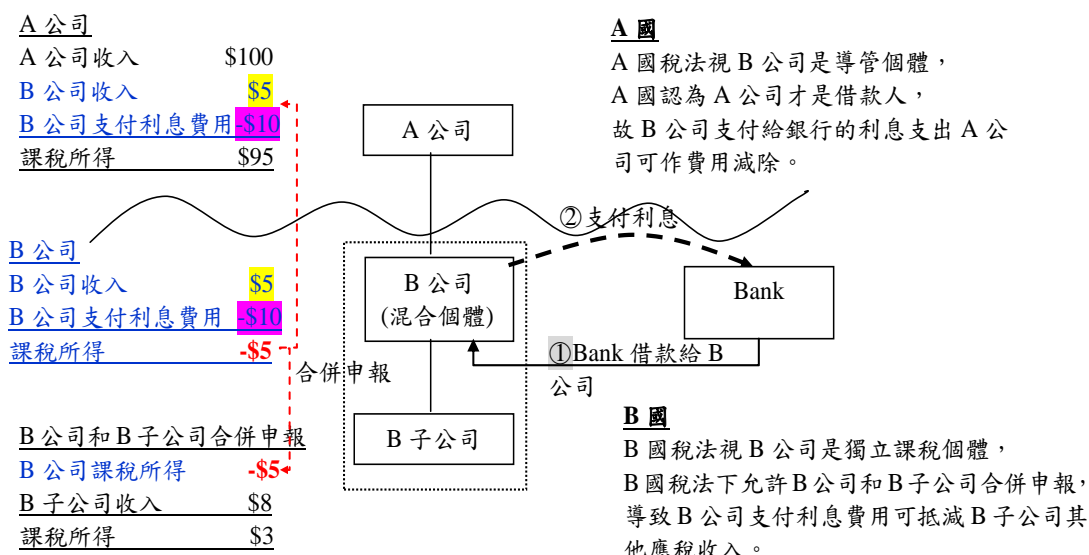 A 公司
A 公司收入 $100
B 公司收入 $5
B 公司支付利息費用-$10
課稅所得 $95
A 國
A 國稅法視 B 公司是導管個體，
A 國認為 A 公司才是借款人，
故 B 公司支付給銀行的利息支出 A 公
司可作費用減除。
A 公司
②支付利息
B 公司
B 公司收入 $5
B 公司支付利息費用 -$10
課稅所得 -$5
B 公司
(混合個體)
Bank
①Bank 借款給 B
公司
合併申報
B 子公司
B 公司和 B 子公司合併申報
B 公司課稅所得 -$5
B 子公司收入 $8
課稅所得 $3
B 國
B 國稅法視 B 公司是獨立課稅個體，
B 國稅法下允許 B 公司和 B 子公司合併申報，
導致 B 公司支付利息費用可抵減 B 子公司其
他應稅收入。